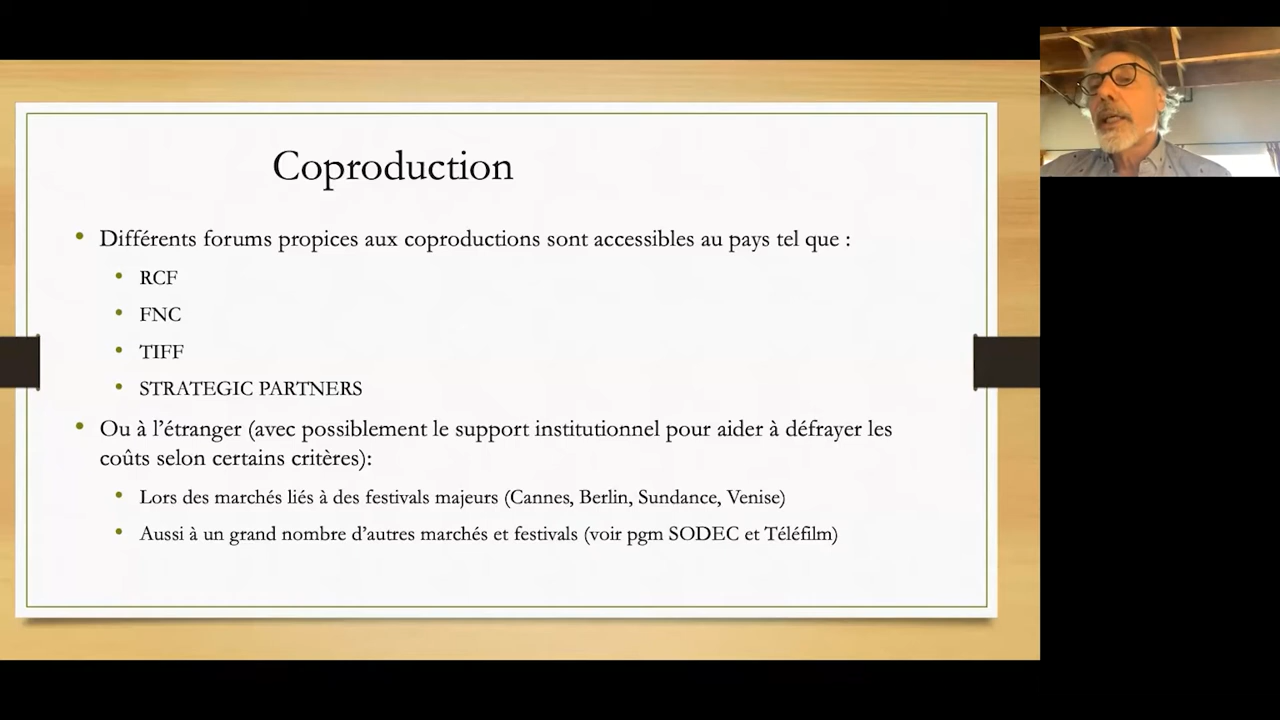 Coproduction
• Différents forums propices aux coproductions sont accessibles au pays tel que :
• RCF
• FNC
• TIFF
• STRATEGIC PARTNERS
• Ou à l’étranger (avec possiblement le support institutionnel pour aider à défrayer les
coûts selon certains critères):
• Lors des marchés liés à des festivals majeurs (Cannes, Berlin, Sundance, Venise)
• Aussi à un grand nombre d’autres marchés et festivals (voir pgm SODEC et Téléfilm)